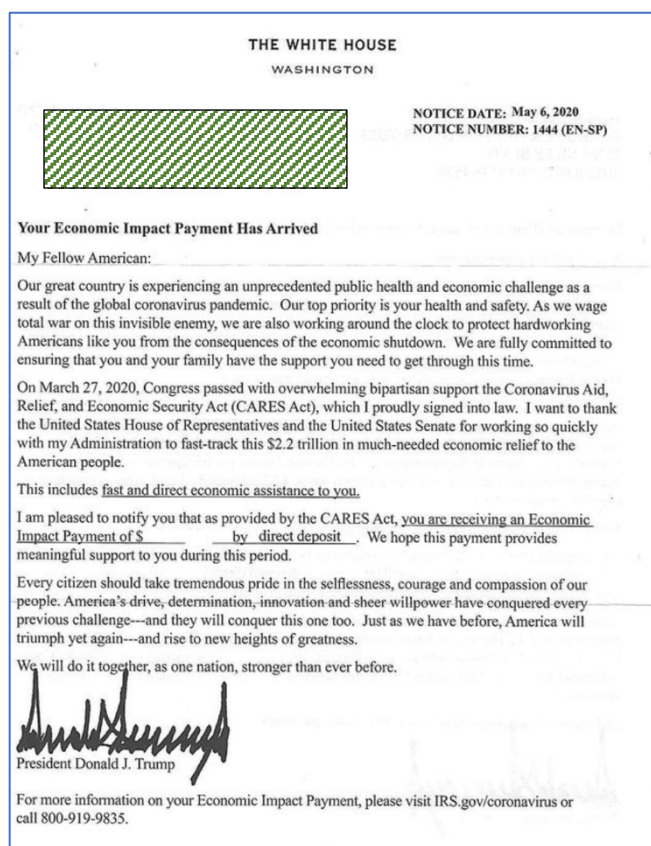 THE WHITE HOUSE
WASHINGTON
NOTICE DATE: May 6, 2020
NOTICE NUMBER: 1444 (EN-SP)
Your Economic Impact Payment Has Arrived
My Fellow American:
Our great country is experiencing an unprecedented public health and economic challenge as a
result of the global coronavirus pandemic. Our top priority is your health and safety. As we wage
total war on this invisible enemy, we are also working around the clock to protect hardworking
Americans like you from the consequences of the economic shutdown. We are fully committed to
ensuring that you and your family have the support you need to get through this time.
On March 27, 2020, Congress passed with overwhelming bipartisan support the Coronavirus Aid,
Relief, and Economic Security Act (CARES Act), which I proudly signed into law. I want to thank
the United States House of Representatives and the United States Senate for working so quickly
with my Administration to fast-track this $2.2 trillion in much-needed economic relief to the
American people.
This includes fast and direct economic assistance to you.
I am pleased to notify you that as provided by the CARES Act, you are receiving an Economic
Impact Payment of $ by direct deposit. We hope this payment provides
meaningful support to you during this period.
Every citizen should take tremendous pride in the selflessness, courage and compassion of our
people. America's drive, determination, innovation and sheer willpower have conquered every
previous challenge---and they will conquer this one too. Just as we have before, America will
triumph yet again---and rise to new heights of greatness.
We will do it together, as one nation, stronger than ever before.
President Donald J. Trump
For more information on your Economic Impact Payment, please visit IRS.gov/coronavirus or
call 800-919-9835.